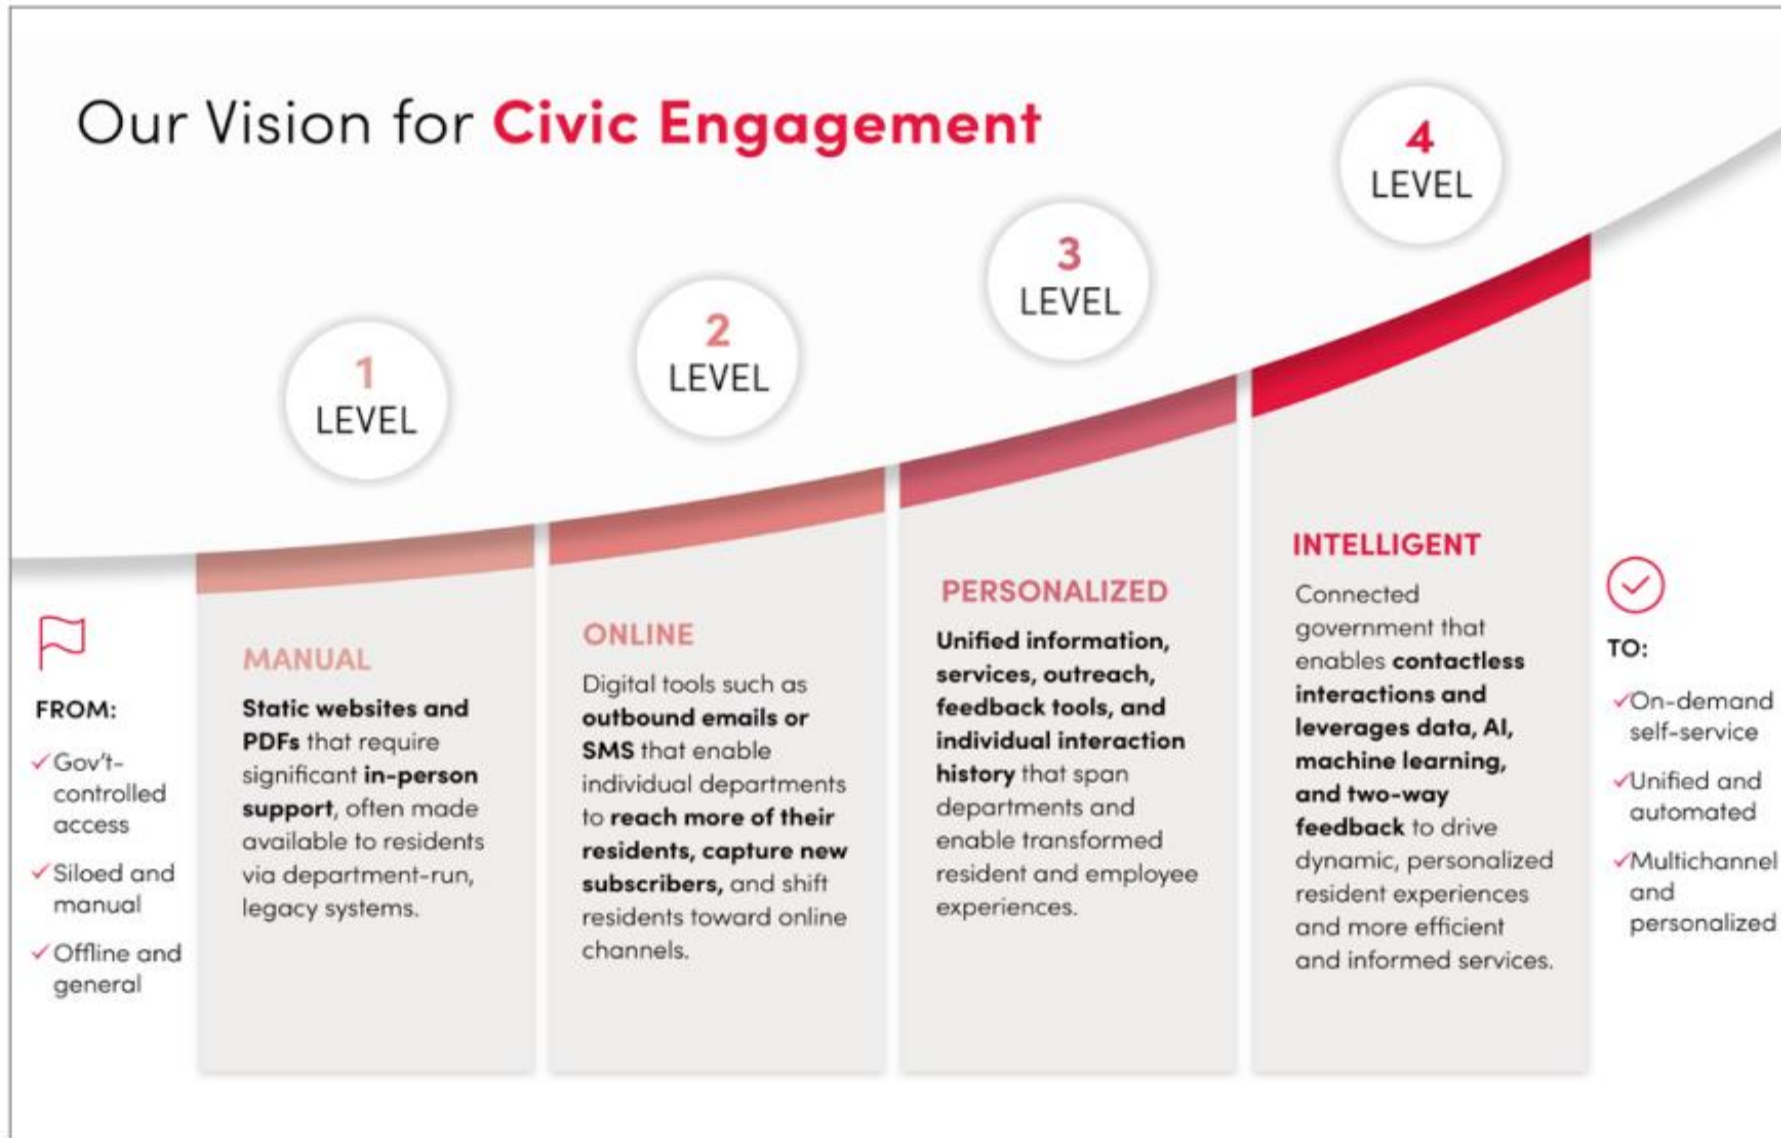 Our Vision for Civic Engagement
1
LEVEL
2
LEVEL
3
LEVEL
4
LEVEL
FROM:
Gov't-
controlled
access
Siloed and
manual
Offline and
general
MANUAL
Static websites and
PDFs that require
significant in-person
support, often made
available to residents
via department-run,
legacy systems.
ONLINE
Digital tools such as
outbound emails or
SMS that enable
individual departments
to reach more of their
residents, capture new
subscribers, and shift
residents toward online
channels.
PERSONALIZED
Unified information,
services, outreach,
feedback tools, and
individual interaction
history that span
departments and
enable transformed
resident and employee
experiences.
INTELLIGENT
Connected
government that
enables contactless
interactions and
leverages data, AI,
machine learning,
and two-way
feedback to drive
dynamic, personalized
resident experiences
and more efficient
and informed services.
TO:
On-demand
self-service
Unified and
automated
Multichannel
and
personalized